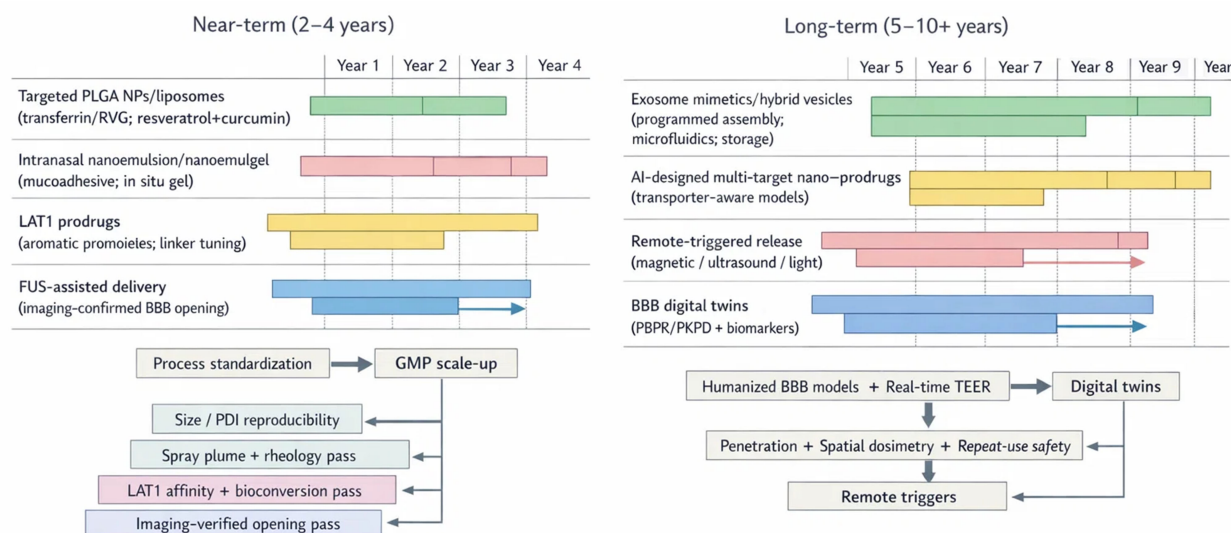 Near-term (2–4 years)
Year 1
Year 2
Year 3
Year 4
Targeted PLGA NPs/liposomes
(transferrin/RVG; resveratrol+curcumin)
Intranasal nanoemulsion/nanoemulgel
(mucoadhesive; in situ gel)
LAT1 prodrugs
(aromatic promoieles; linker tuning)
FUS-assisted delivery
(imaging-confirmed BBB opening)
Process standardization
GMP scale-up
Size / PDI reproducibility
Spray plume + rheology pass
LAT1 affinity + bioconversion pass
Imaging-verified opening pass
Long-term (5–10+ years)
Year 5
Year 6
Year 7
Year 8
Year 9
Year
Exosome mimetics/hybrid vesicles
(programmed assembly;
microfluidics; storage)
AI-designed multi-target nano–prodrugs
(transporter-aware models)
Remote-triggered release
(magnetic / ultrasound / light)
BBB digital twins
(PBPR/PKPD + biomarkers)
Humanized BBB models + Real-time TEER
Digital twins
Penetration + Spatial dosimetry + Repeat-use safety
Remote triggers